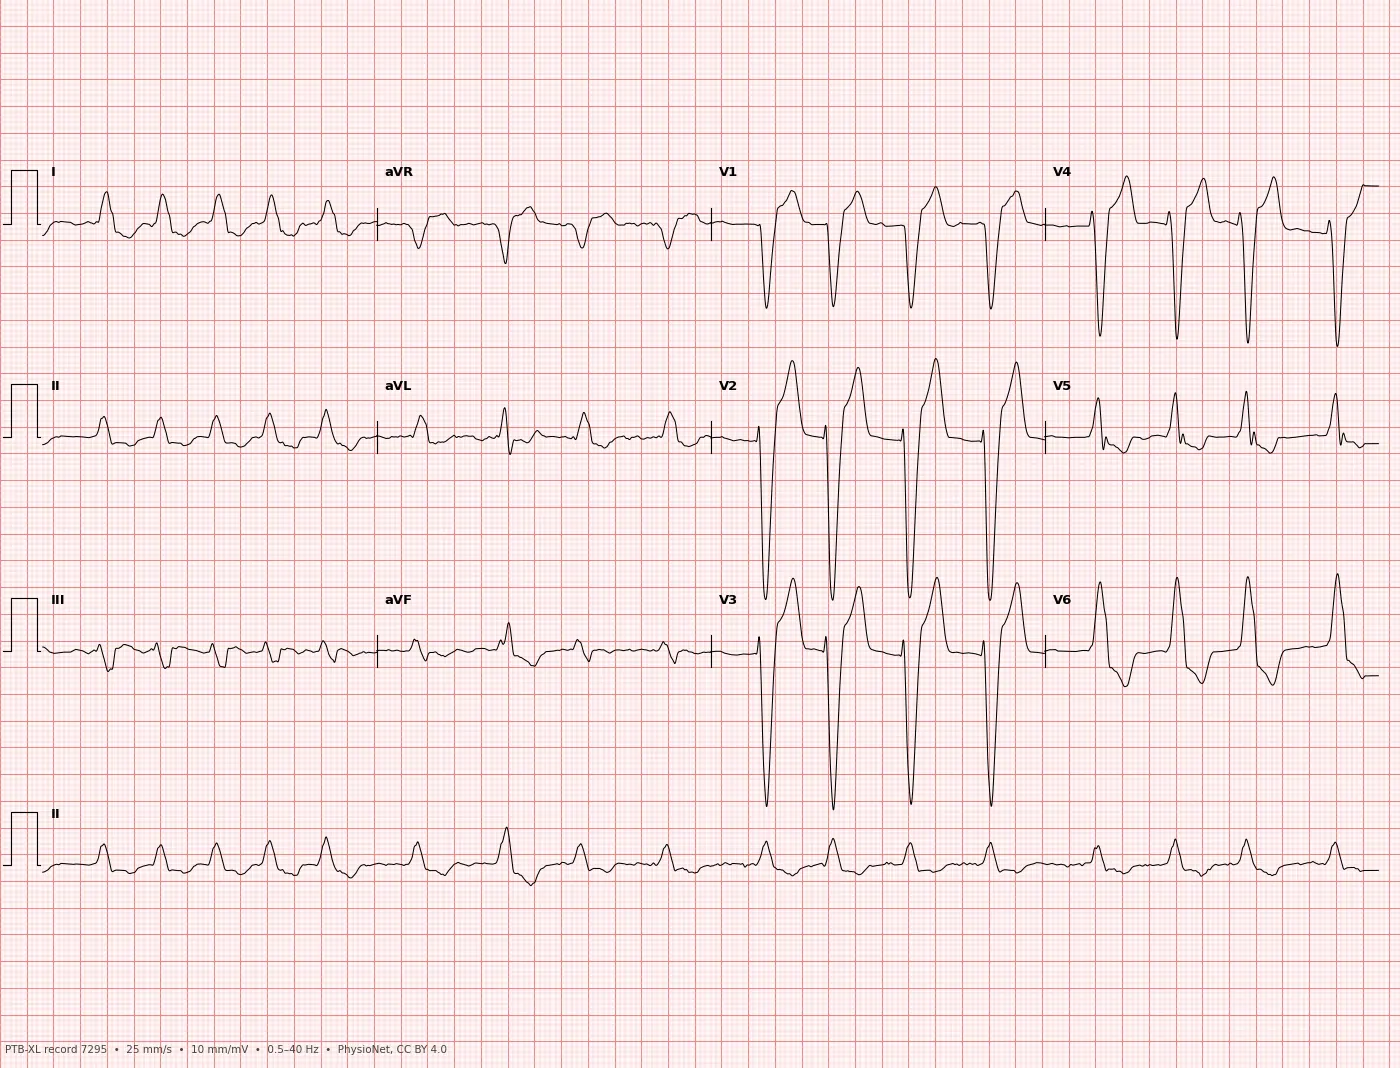 I aVR V1 V4
II aVL V2 V5
III aVF V3 V6
II
PTB-XL record 7295 • 25 mm/s • 10 mm/mV • 0.5–40 Hz • PhysioNet, CC BY 4.0